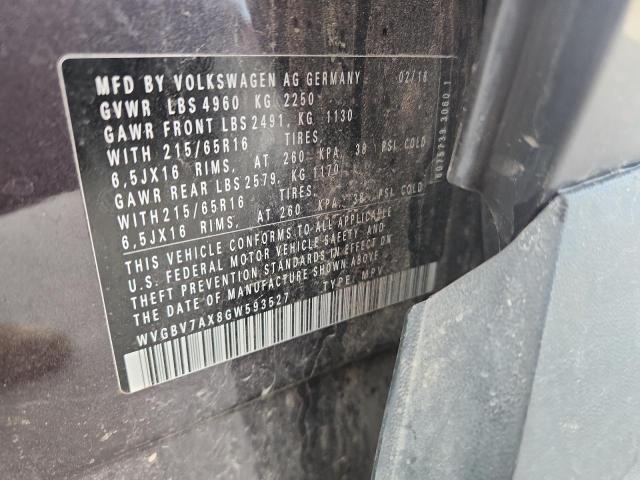 MFD BY VOLKSWAGEN AG GERMANY 02/16
GVWR LBS 4960 KG 2250
GAWR FRONT LBS 2491, KG 1130
WITH 215/65R16 TIRES,
6,5JX16 RIMS, AT 260 KPA, 38 PSI COLD
GAWR REAR LBS 2579, KG 1170
WITH 215/65R16 TIRES,
6,5JX16 RIMS, AT 260 KPA, 38 PSI COLD
THIS VEHICLE CONFORMS TO ALL APPLICABLE
U.S. FEDERAL MOTOR VEHICLE SAFETY AND
THEFT PREVENTION STANDARDS IN EFFECT ON
THE DATE OF MANUFACTURE SHOWN ABOVE
WVGBV7AX8GW593527 TYPE: MPV